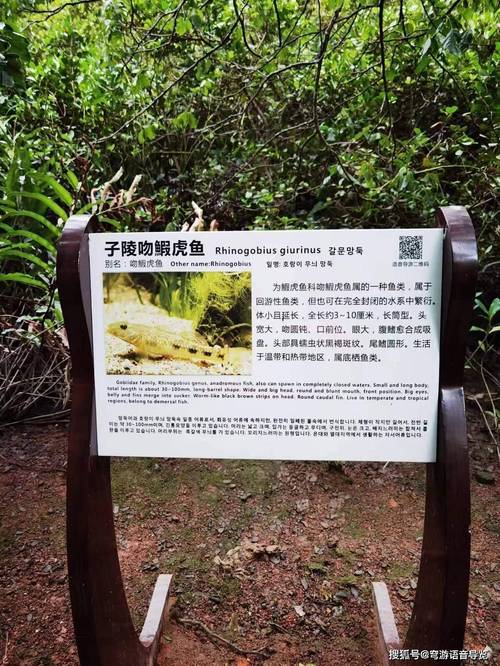 子陵吻鰕虎鱼 Rhinogobius giurinus 갈문망둑
别名：吻鰕虎鱼 Other name:Rhinogobius 일명: 호랑이 무늬 망둑
语音二维码
为鰕虎鱼科吻鰕虎鱼属的一种鱼类，属于
回游性鱼类，但也可在完全封闭的水系中繁衍。
体小且延长，全长约3~10厘米，长筒型。头
宽大，吻圆钝、口前位。眼大，腹鳍愈合成吸
盘。头部具蠕虫状黑褐斑纹。尾鳍圆形。生活
于温带和热带地区，属底栖鱼类。
Gobiidae family, Rhinogobius genus. anadromous fish, also can spawn in completely closed waters. Small and long body,
total length is about 30-100mm, long-barrel shape. Wide and big head, round and blunt month, front position. Big eyes,
belly and fins merge into sucker. Worm-like black brown stripes on head. Round caudal fin. Live in temperate and tropical
regions, belong to demersal fish.
搜狐号@穹游语音导览